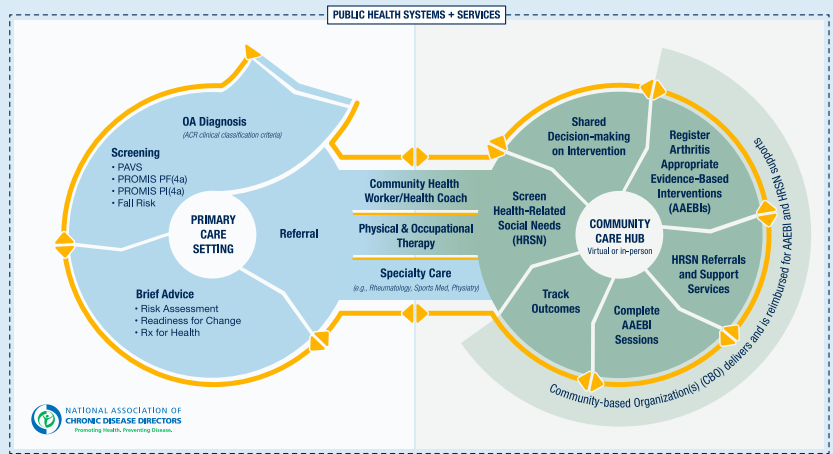 PUBLIC HEALTH SYSTEMS + SERVICES
OA Diagnosis
(ACR clinical classification criteria)
Screening
• PAVS
• PROMIS PF(4a)
• PROMIS PI(4a)
• Fall Risk
PRIMARY
CARE
SETTING
Referral
Brief Advice
• Risk Assessment
• Readiness for Change
• Rx for Health
Community Health
Worker/Health Coach
Physical & Occupational
Therapy
Specialty Care
(e.g., Rheumatology, Sports Med, Physiatry)
Screen
Health-Related
Social Needs
(HRSN)
Shared
Decision-making
on Intervention
Register
Arthritis
Appropriate
Evidence-Based
Interventions
(AAEBIs)
COMMUNITY
CARE HUB
Virtual or in-person
HRSN Referrals
and Support
Services
Complete
AAEBI
Sessions
Track
Outcomes
Community-based Organization(s) (CBO) delivers and is reimbursed for AAEBI and HRSN supports
NATIONAL ASSOCIATION OF
CHRONIC DISEASE DIRECTORS
Promoting Health. Preventing Disease.